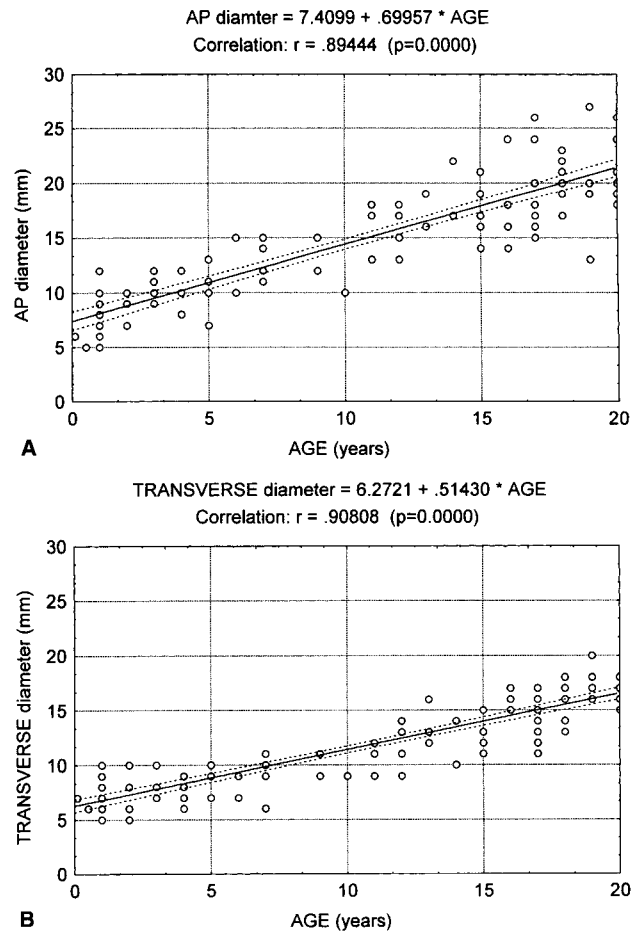 AP diamter = 7.4099 + .69957 * AGE
Correlation: r = .89444 (p=0.0000)
30
25
20
15
10
5
0
AP diameter (mm)
0 5 10 15 20
A
AGE (years)
TRANSVERSE diameter = 6.2721 + .51430 * AGE
Correlation: r = .90808 (p=0.0000)
30
25
20
15
10
5
0
TRANSVERSE diameter (mm)
0 5 10 15 20
B
AGE (years)